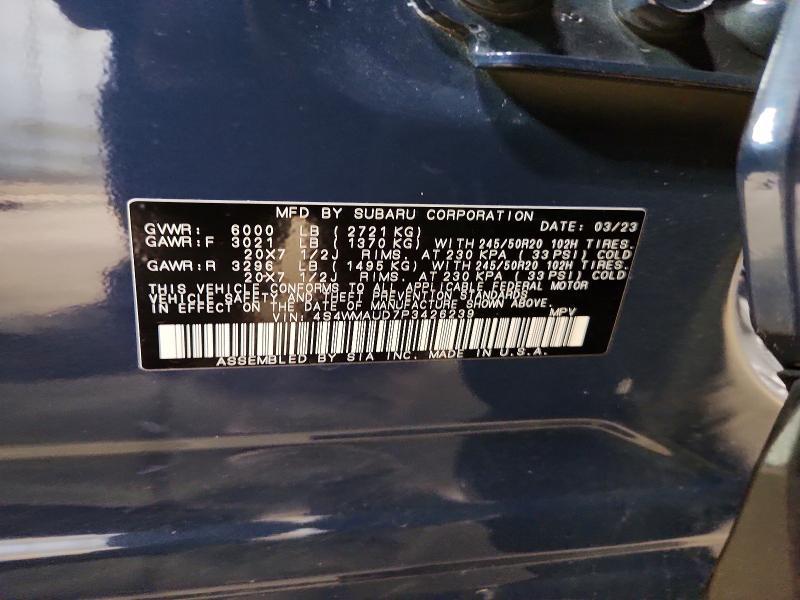 MFD BY SUBARU CORPORATION
GVWR: 6000 LB ( 2721 KG) DATE: 03/23
GAWR: F 3021 LB ( 1370 KG) WITH 245/50R20 102H TIRES.
20X7 1/2J RIMS. AT 230 KPA ( 33 PSI) COLD
GAWR: R 3296 LB ( 1495 KG) WITH 245/50R20 102H TIRES.
20X7 1/2J RIMS. AT 230 KPA ( 33 PSI) COLD
THIS VEHICLE CONFORMS TO ALL APPLICABLE FEDERAL MOTOR
VEHICLE SAFETY AND THEFT PREVENTION STANDARDS
IN EFFECT ON THE DATE OF MANUFACTURE SHOWN ABOVE.
VIN: 4S4WMAUD7P3426239 MPV
ASSEMBLED BY SIA INC. MADE IN U.S.A.